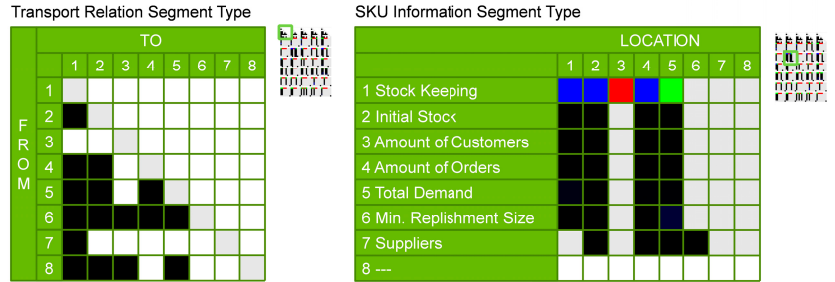 Transport Relation Segment Type
TO
1 2 3 4 5 6 7 8
FROM
1
2
3
4
5
6
7
8
SKU Information Segment Type
LOCATION
1 2 3 4 5 6 7 8
1 Stock Keeping
2 Initial Stock
3 Amount of Customers
4 Amount of Orders
5 Total Demand
6 Min. Replishment Size
7 Suppliers
8 ---